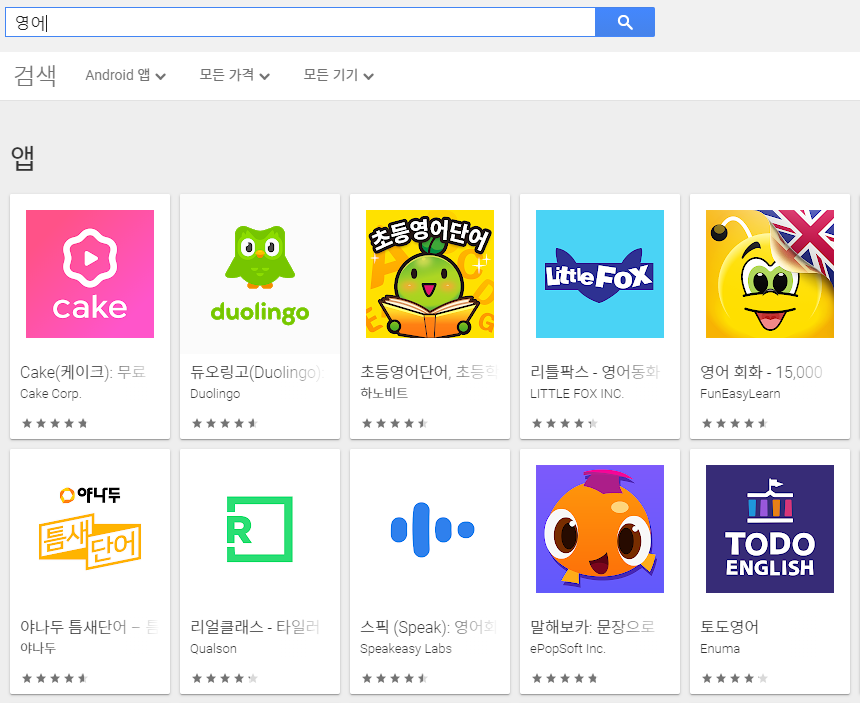 영어
검색
Android 앱
모든 가격
모든 기기
앱
cake
duolingo
초등영어단어
Little Fox
Cake(케이크): 무료
듀오링고(Duolingo):
초등영어단어, 초등학
리틀팍스 - 영어동화
영어 회화 - 15,000
Cake Corp.
Duolingo
하노비트
LITTLE FOX INC.
FunEasyLearn
야나두
틈새
단어
R
TODO
ENGLISH
야나두 틈새단어 – 틈
리얼클래스 - 타일러
스픽 (Speak): 영어회
말해보카: 문장으로
토도영어
야나두
Qualson
Speakeasy Labs
ePopSoft Inc.
Enuma